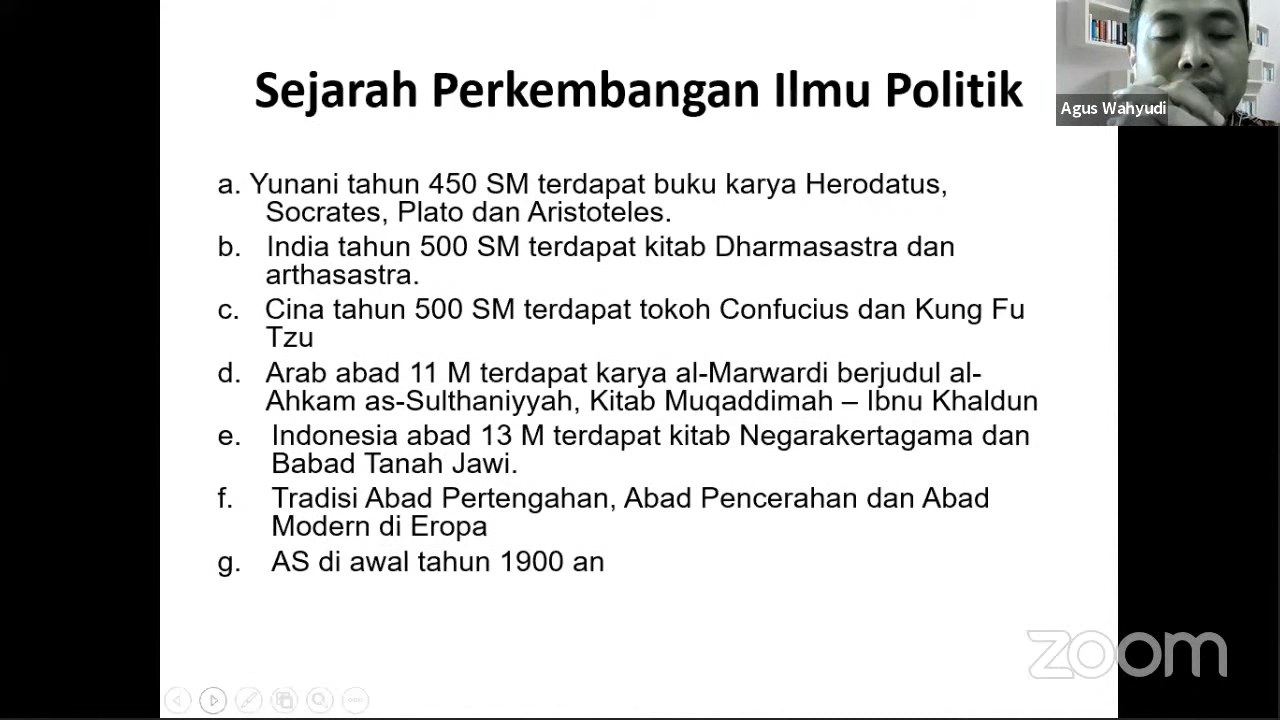 Sejarah Perkembangan Ilmu Politik
Agus Wahyudi
a. Yunani tahun 450 SM terdapat buku karya Herodatus,
Socrates, Plato dan Aristoteles.
b. India tahun 500 SM terdapat kitab Dharmasastra dan
arthasastra.
c. Cina tahun 500 SM terdapat tokoh Confucius dan Kung Fu
Tzu
d. Arab abad 11 M terdapat karya al-Marwardi berjudul al-
Ahkam as-Sulthaniyyah, Kitab Muqaddimah – Ibnu Khaldun
e. Indonesia abad 13 M terdapat kitab Negarakertagama dan
Babad Tanah Jawi.
f. Tradisi Abad Pertengahan, Abad Pencerahan dan Abad
Modern di Eropa
g. AS di awal tahun 1900 an
zoom